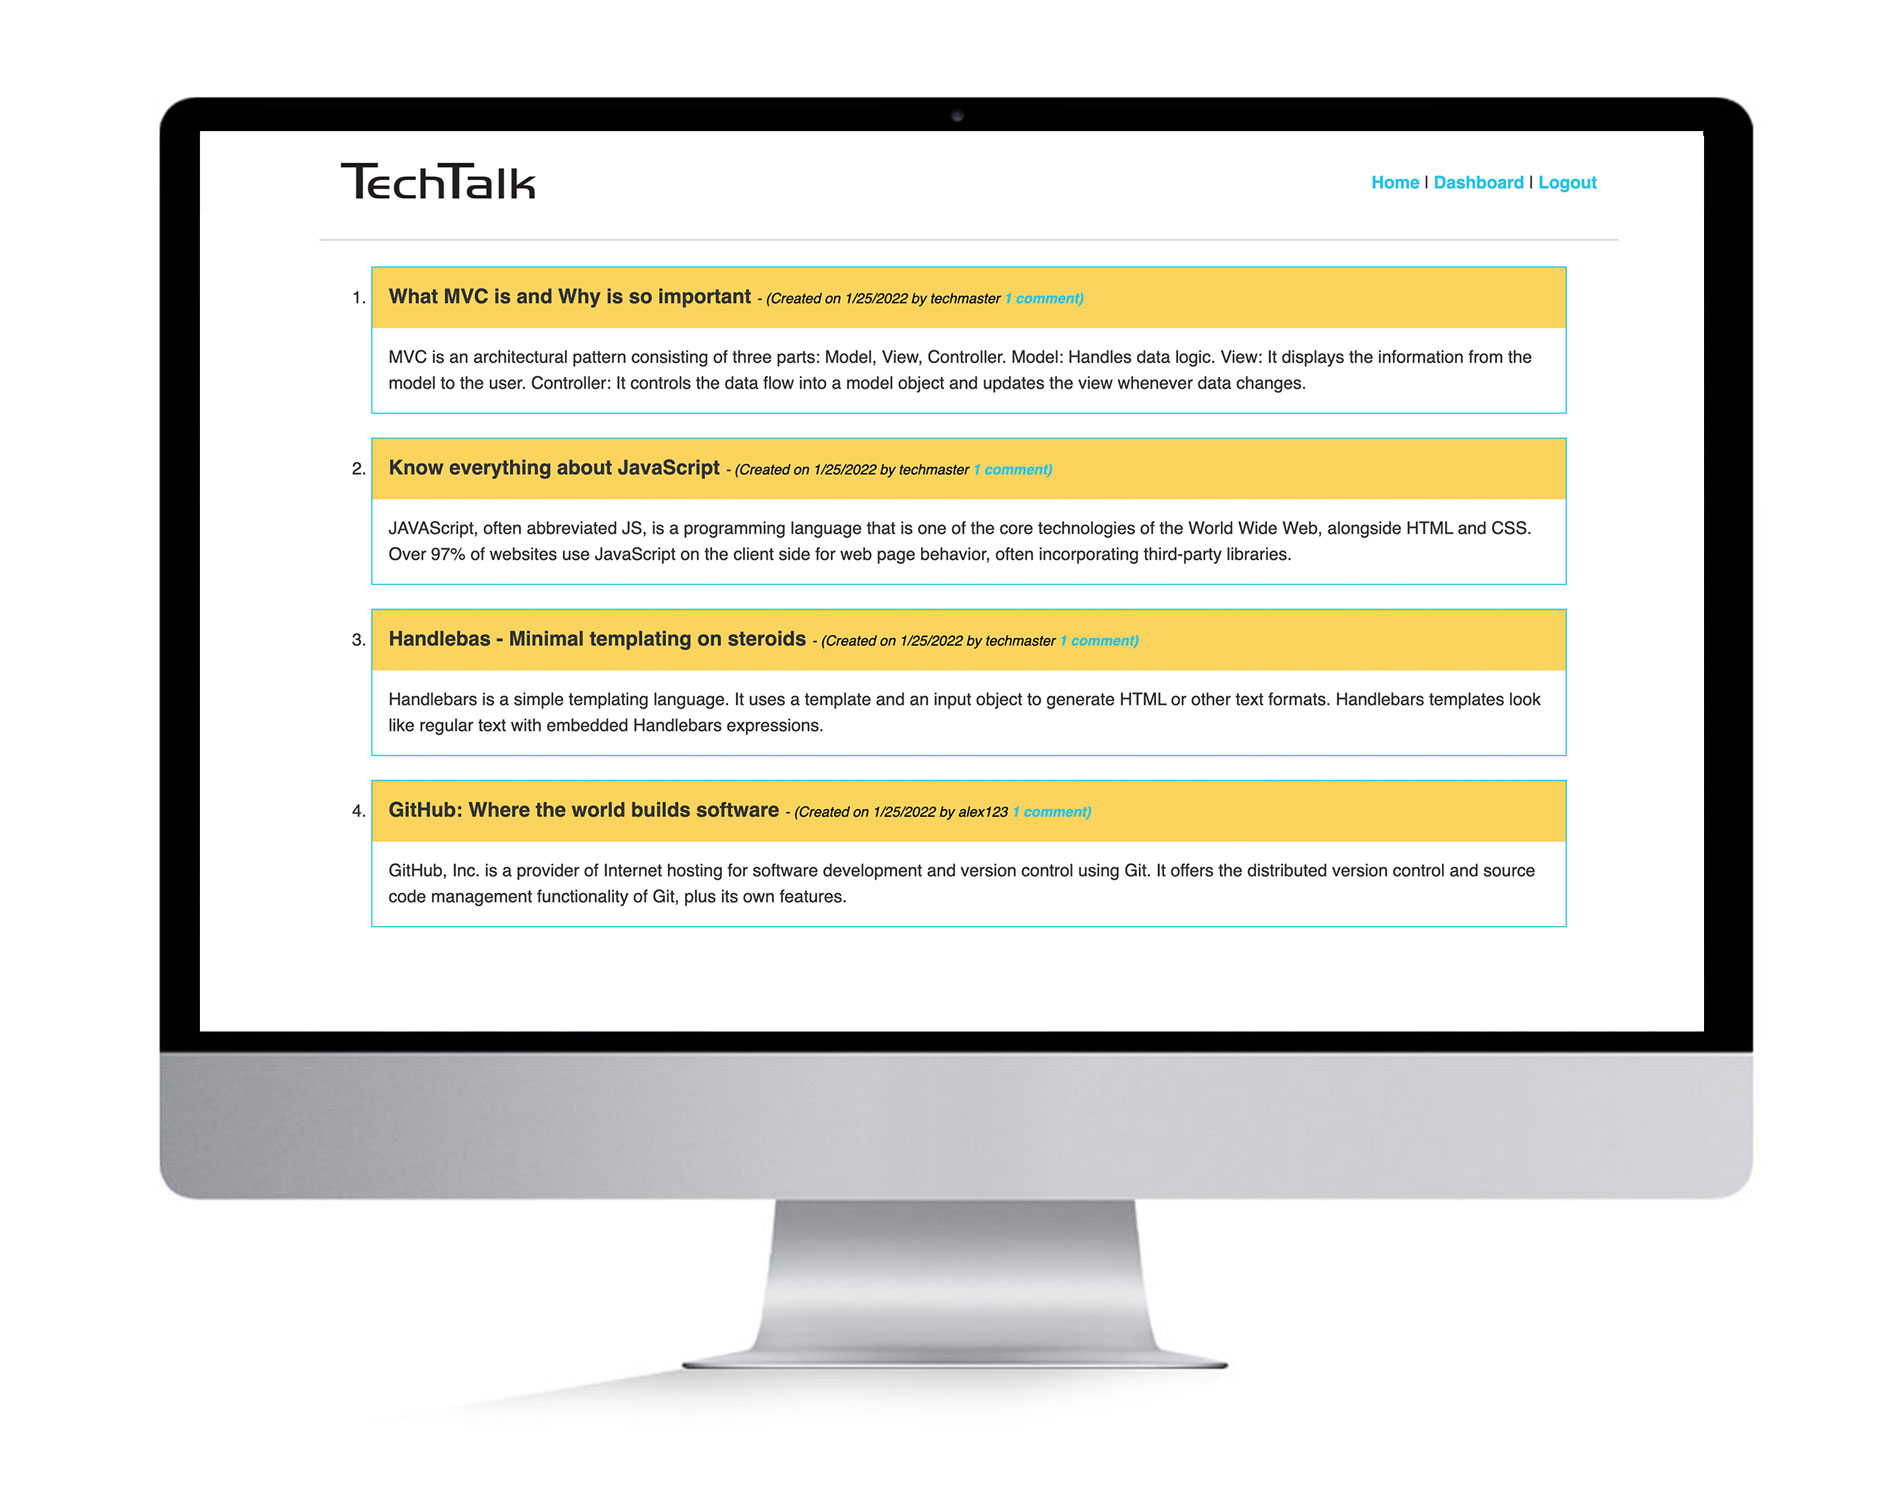 TechTalk
Home | Dashboard | Logout
1. What MVC is and Why is so important - (Created on 1/25/2022 by techmaster 1 comment)
MVC is an architectural pattern consisting of three parts: Model, View, Controller. Model: Handles data logic. View: It displays the information from the
model to the user. Controller: It controls the data flow into a model object and updates the view whenever data changes.
2. Know everything about JavaScript - (Created on 1/25/2022 by techmaster 1 comment)
JAVAScript, often abbreviated JS, is a programming language that is one of the core technologies of the World Wide Web, alongside HTML and CSS.
Over 97% of websites use JavaScript on the client side for web page behavior, often incorporating third-party libraries.
3. Handlebas - Minimal templating on steroids - (Created on 1/25/2022 by techmaster 1 comment)
Handlebars is a simple templating language. It uses a template and an input object to generate HTML or other text formats. Handlebars templates look
like regular text with embedded Handlebars expressions.
4. GitHub: Where the world builds software - (Created on 1/25/2022 by alex123 1 comment)
GitHub, Inc. is a provider of Internet hosting for software development and version control using Git. It offers the distributed version control and source
code management functionality of Git, plus its own features.